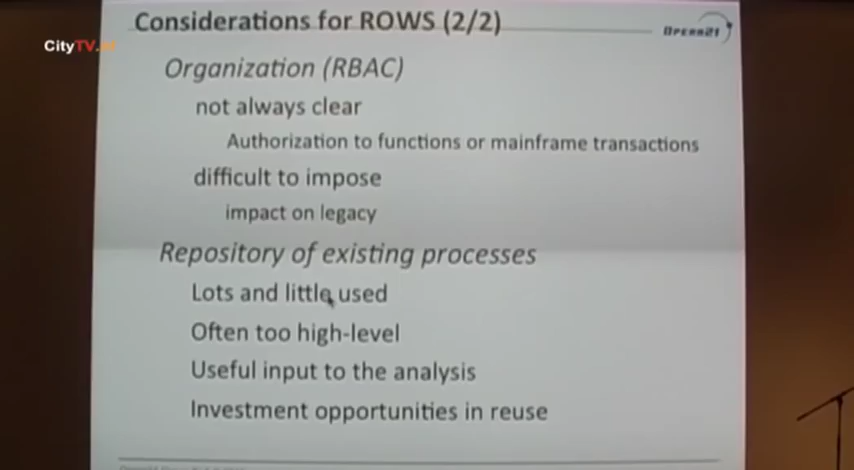 Considerations for ROWS (2/2)
CityTV.
Organization (RBAC)
not always clear
Authorization to functions or mainframe transactions
difficult to impose
impact on legacy
Repository of existing processes
Lots and little used
Often too high-level
Useful input to the analysis
Investment opportunities in reuse